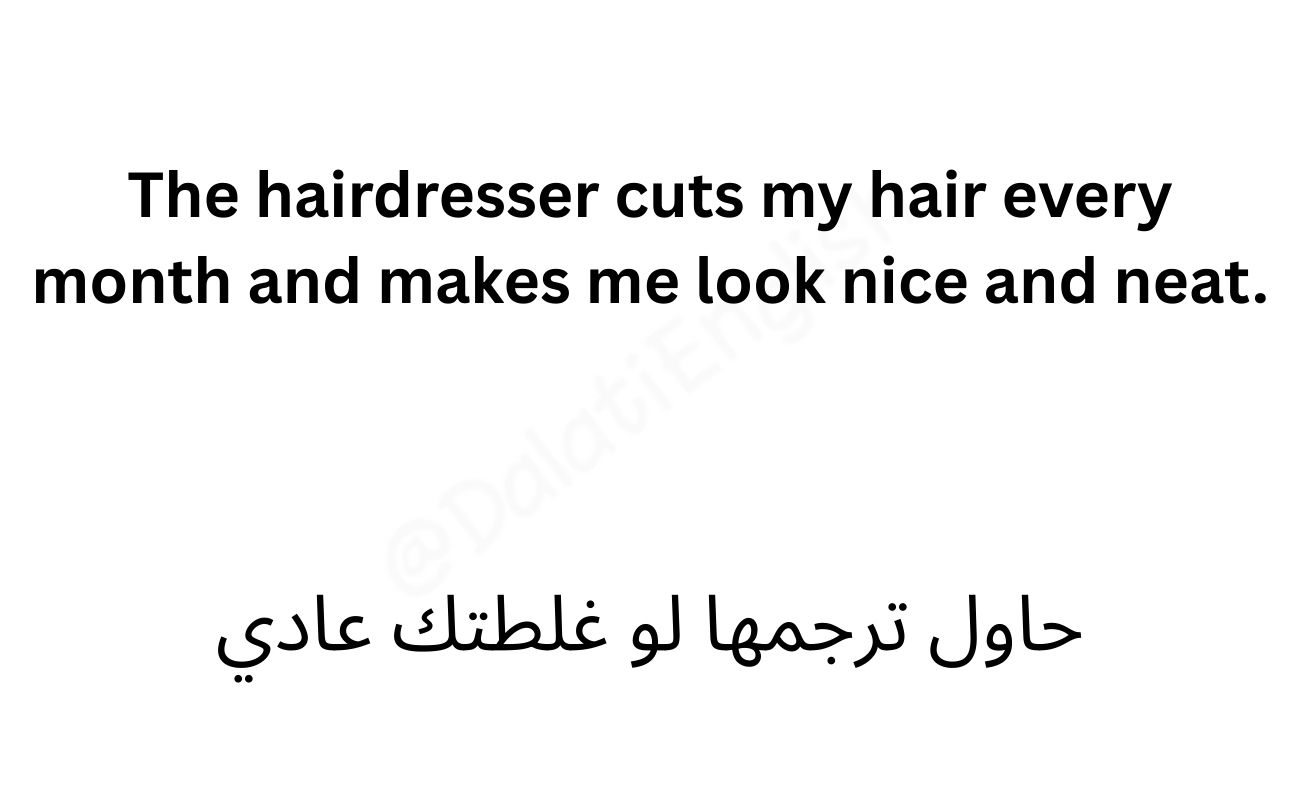 The hairdresser cuts my hair every
month and makes me look nice and neat.
@DalatiEnglish
حاول ترجمها لو غلطتك عادي